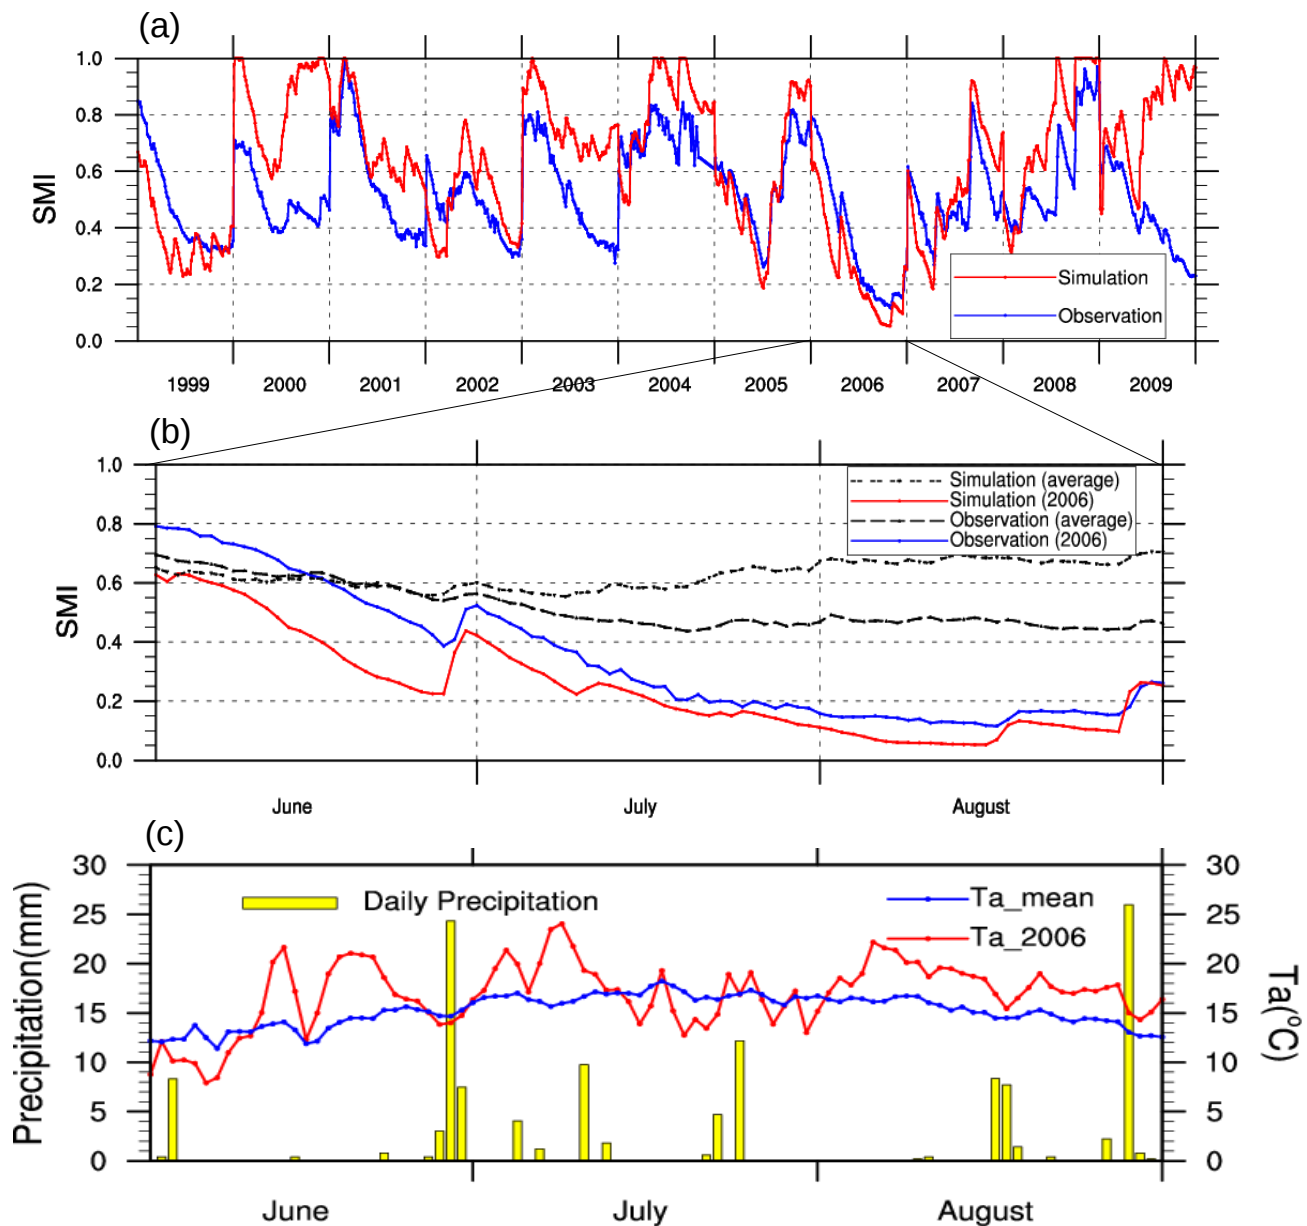 (a)
SMI
1.0
0.8
0.6
0.4
0.2
0.0
Simulation
Observation
1999 2000 2001 2002 2003 2004 2005 2006 2007 2008 2009
(b)
SMI
1.0
0.8
0.6
0.4
0.2
0.0
Simulation (average)
Simulation (2006)
Observation (average)
Observation (2006)
June July August
(c)
Precipitation(mm)
30
25
20
15
10
5
0
Daily Precipitation
Ta_mean
Ta_2006
30
25
20
15
10
5
0
Ta(⁰C)
June July August